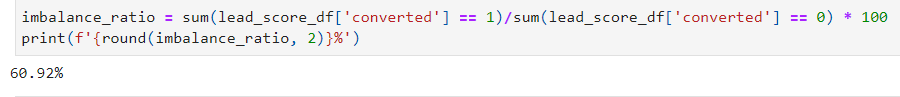 imbalance_ratio = sum(lead_score_df['converted'] == 1)/sum(lead_score_df['converted'] == 0) * 100
print(f'{round(imbalance_ratio, 2)}%')
60.92%